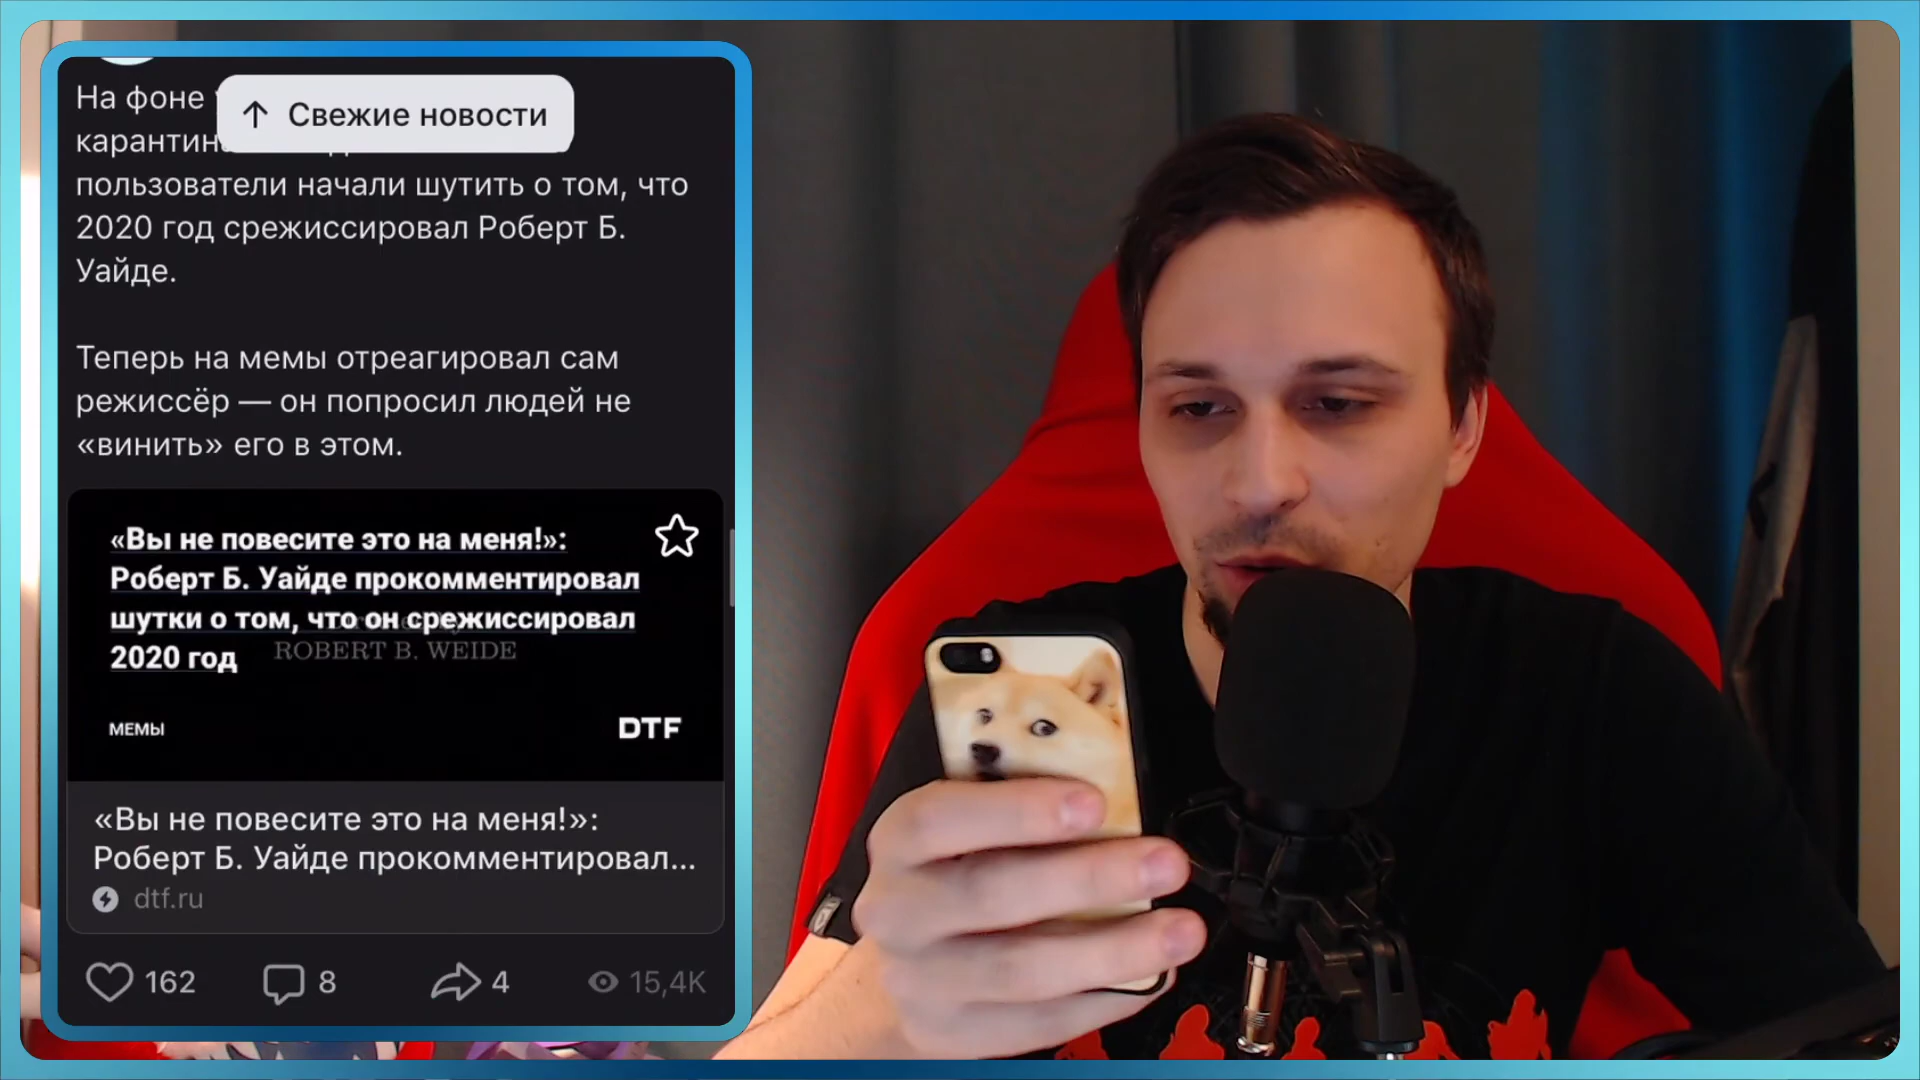 На фоне
Свежие новости
карантин
пользователи начали шутить о том, что
2020 год срежиссировал Роберт Б.
Уайде.
Теперь на мемы отреагировал сам
режиссёр — он попросил людей не
«винить» его в этом.
«Вы не повесите это на меня!»:
Роберт Б. Уайде прокомментировал
шутки о том, что он срежиссировал
2020 год
ROBERT B. WEIDE
МЕМЫ
DTF
«Вы не повесите это на меня!»:
Роберт Б. Уайде прокомментировал...
dtf.ru
162
8
4
15,4K